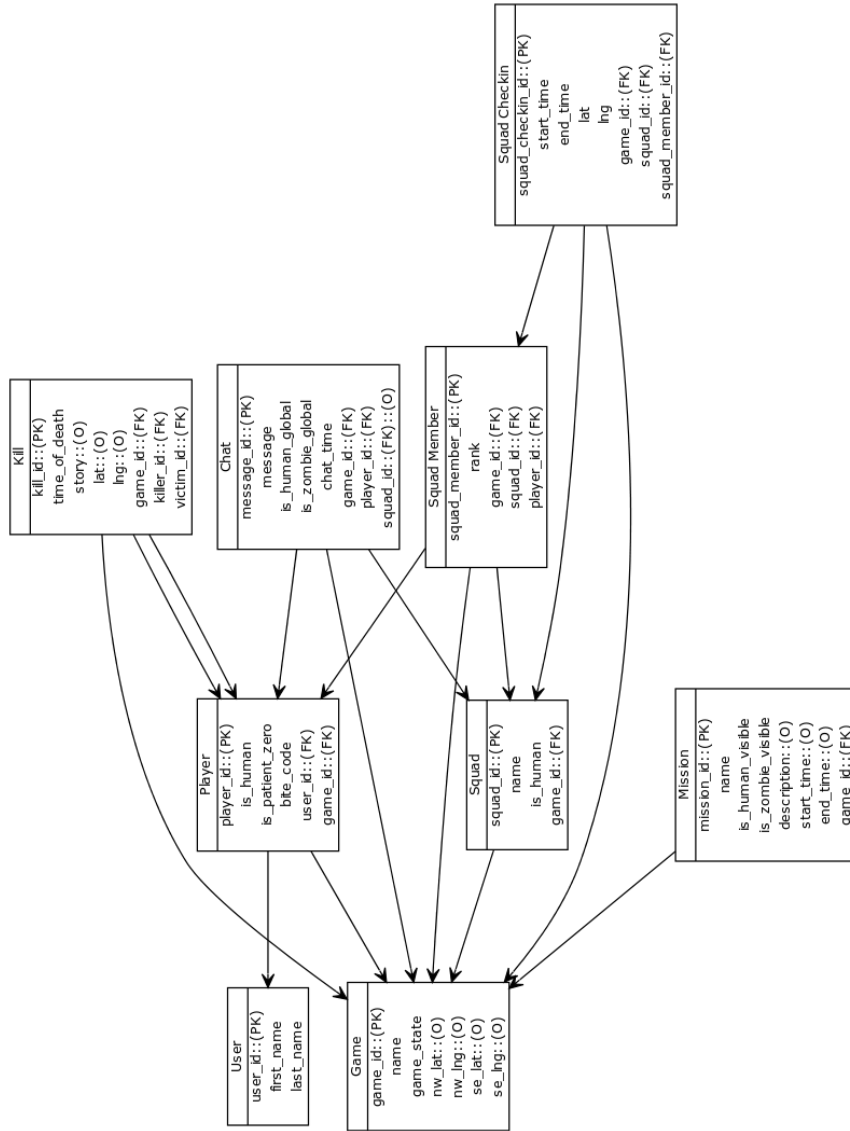 Squad Checkin
squad_checkin_id::(PK)
start_time
end_time
lat
lng
game_id::(FK)
squad_id::(FK)
squad_member_id::(FK)
Kill
kill_id::(PK)
time_of_death
story::(O)
lat::(O)
lng::(O)
game_id::(FK)
killer_id::(FK)
victim_id::(FK)
Chat
message_id::(PK)
message
is_human_global
is_zombie_global
chat_time
game_id::(FK)
player_id::(FK)
squad_id::(FK)::(O)
Squad Member
squad_member_id::(PK)
rank
game_id::(FK)
squad_id::(FK)
player_id::(FK)
Player
player_id::(PK)
is_human
is_patient_zero
bite_code
user_id::(FK)
game_id::(FK)
Squad
squad_id::(PK)
name
is_human
game_id::(FK)
Mission
mission_id::(PK)
name
is_human_visible
is_zombie_visible
description::(O)
start_time::(O)
end_time::(O)
game_id::(FK)
User
user_id::(PK)
first_name
last_name
Game
game_id::(PK)
name
game_state
nw_lat::(O)
nw_lng::(O)
se_lat::(O)
se_lng::(O)